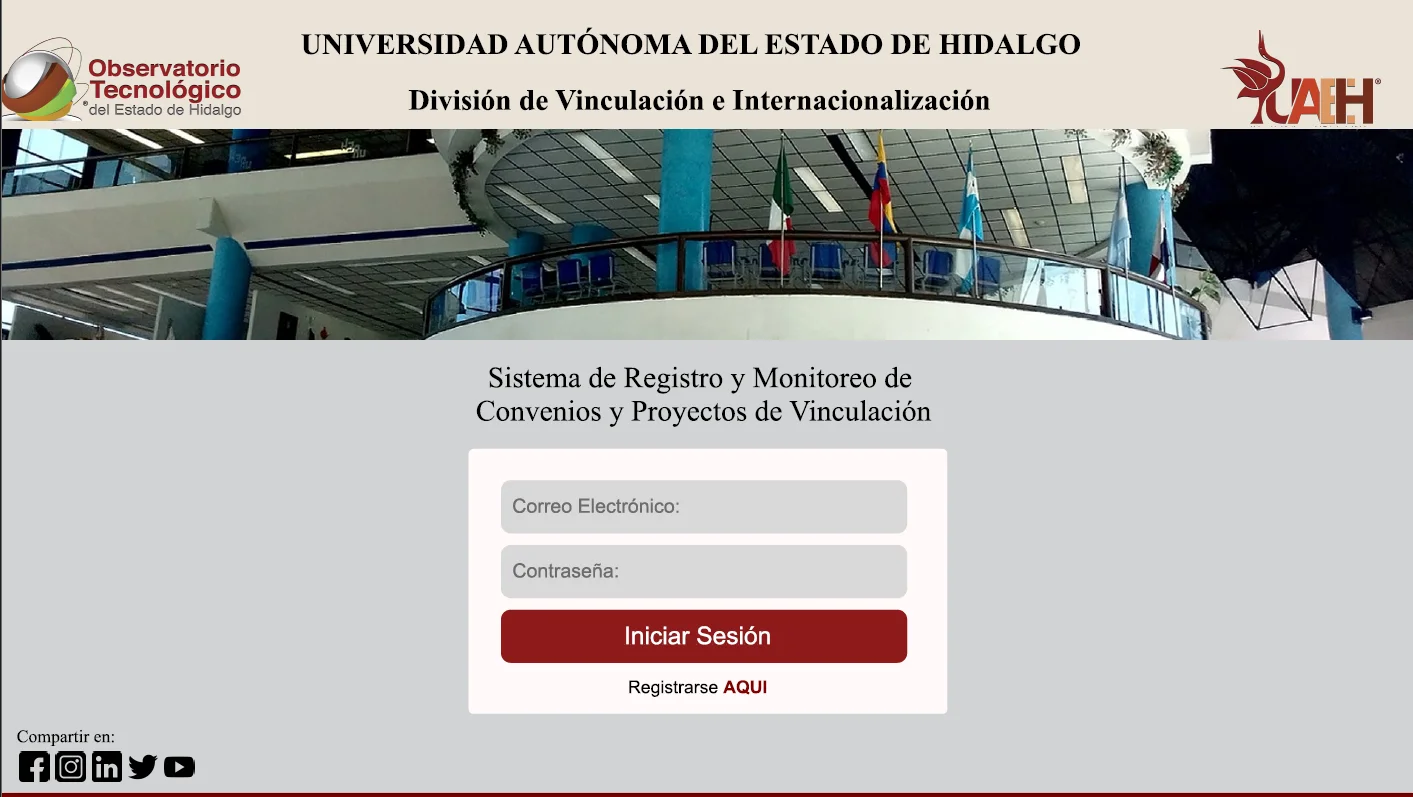 UNIVERSIDAD AUTÓNOMA DEL ESTADO DE HIDALGO
División de Vinculación e Internacionalización
Observatorio
Tecnológico
®del Estado de Hidalgo
UAEH®
Sistema de Registro y Monitoreo de
Convenios y Proyectos de Vinculación
Correo Electrónico:
Contraseña:
Iniciar Sesión
Registrarse AQUI
Compartir en: